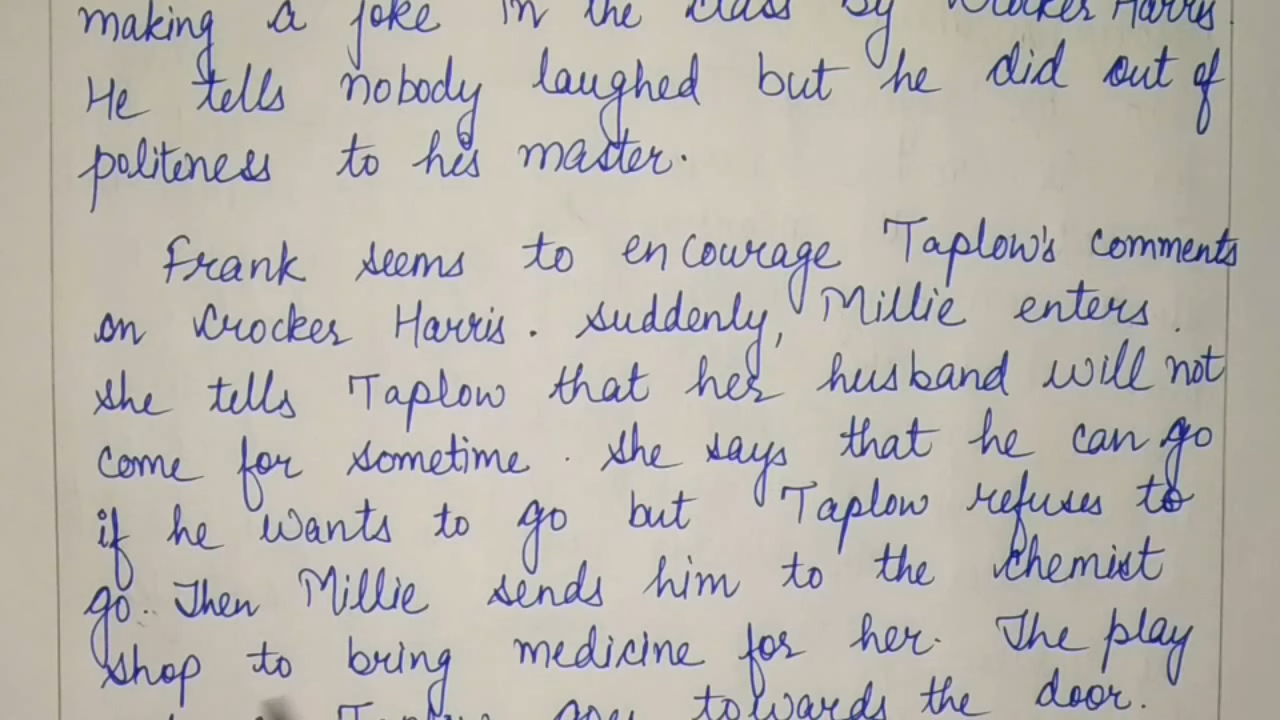 making a joke in the class by Crocker Harris.
He tells nobody laughed but he did out of
politeness to his master.
Frank seems to encourage Taplow's comments
on Crocker Harris. Suddenly, Millie enters.
She tells Taplow that her husband will not
come for sometime. She says that he can go
if he wants to go but Taplow refuses to
go. Then Millie sends him to the chemist
shop to bring medicine for her. The play
towards the door.